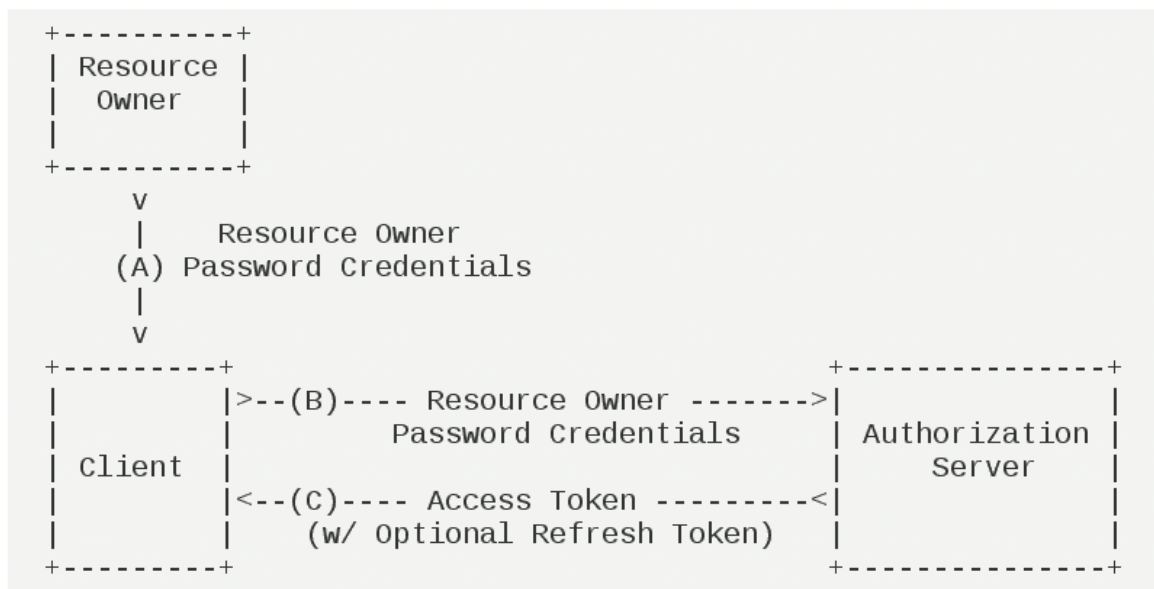 +----------+
| Resource |
|  Owner   |
|          |
+----------+
     v
     |    Resource Owner
    (A) Password Credentials
     |
     v
+---------+                                  +---------------+
|         |>--(B)---- Resource Owner ------->|               |
|         |         Password Credentials     | Authorization |
| Client  |                                  |     Server    |
|         |<--(C)---- Access Token ---------<|               |
|         |    (w/ Optional Refresh Token)   |               |
+---------+                                  +---------------+